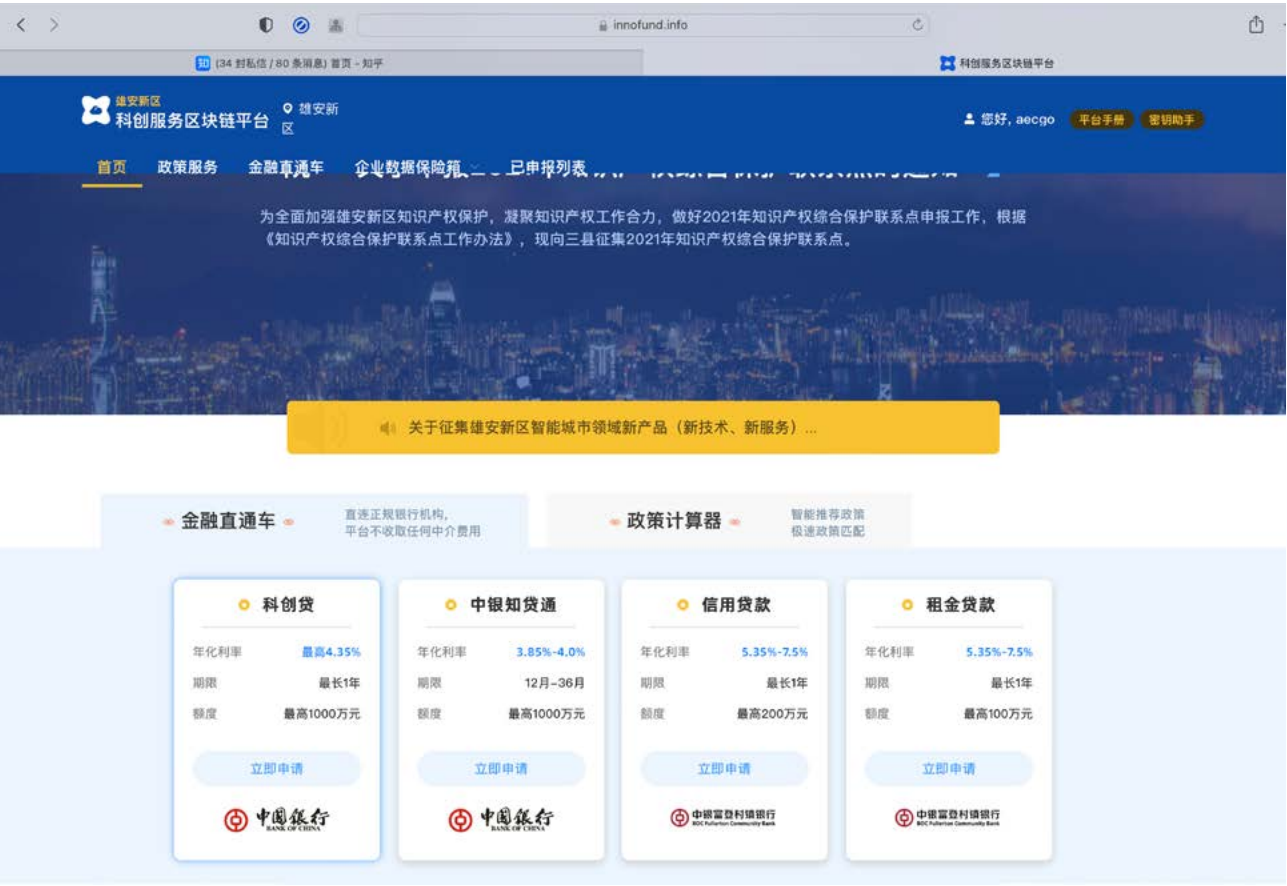 innofund.info
(34 封私信 / 80 条消息) 首页 - 知乎
科创服务区块链平台
雄安新区
科创服务区块链平台
雄安新区
您好, aecgo
平台手册
密钥助手
首页
政策服务
金融直通车
企业数据保险箱
已申报列表
为全面加强雄安新区知识产权保护，凝聚知识产权工作合力，做好2021年知识产权综合保护联系点申报工作，根据
《知识产权综合保护联系点工作办法》，现向三县征集2021年知识产权综合保护联系点。
关于征集雄安新区智能城市领域新产品（新技术、新服务）...
金融直通车
直连正规银行机构,
平台不收取任何中介费用
政策计算器
智能推荐政策
极速政策匹配
科创贷
年化利率 最高4.35%
期限 最长1年
额度 最高1000万元
立即申请
中国银行
BANK OF CHINA
中银知贷通
年化利率 3.85%-4.0%
期限 12月-36月
额度 最高1000万元
立即申请
中国银行
BANK OF CHINA
信用贷款
年化利率 5.35%-7.5%
期限 最长1年
额度 最高200万元
立即申请
中银富登村镇银行
BOC Fullerton Community Bank
租金贷款
年化利率 5.35%-7.5%
期限 最长1年
额度 最高100万元
立即申请
中银富登村镇银行
BOC Fullerton Community Bank